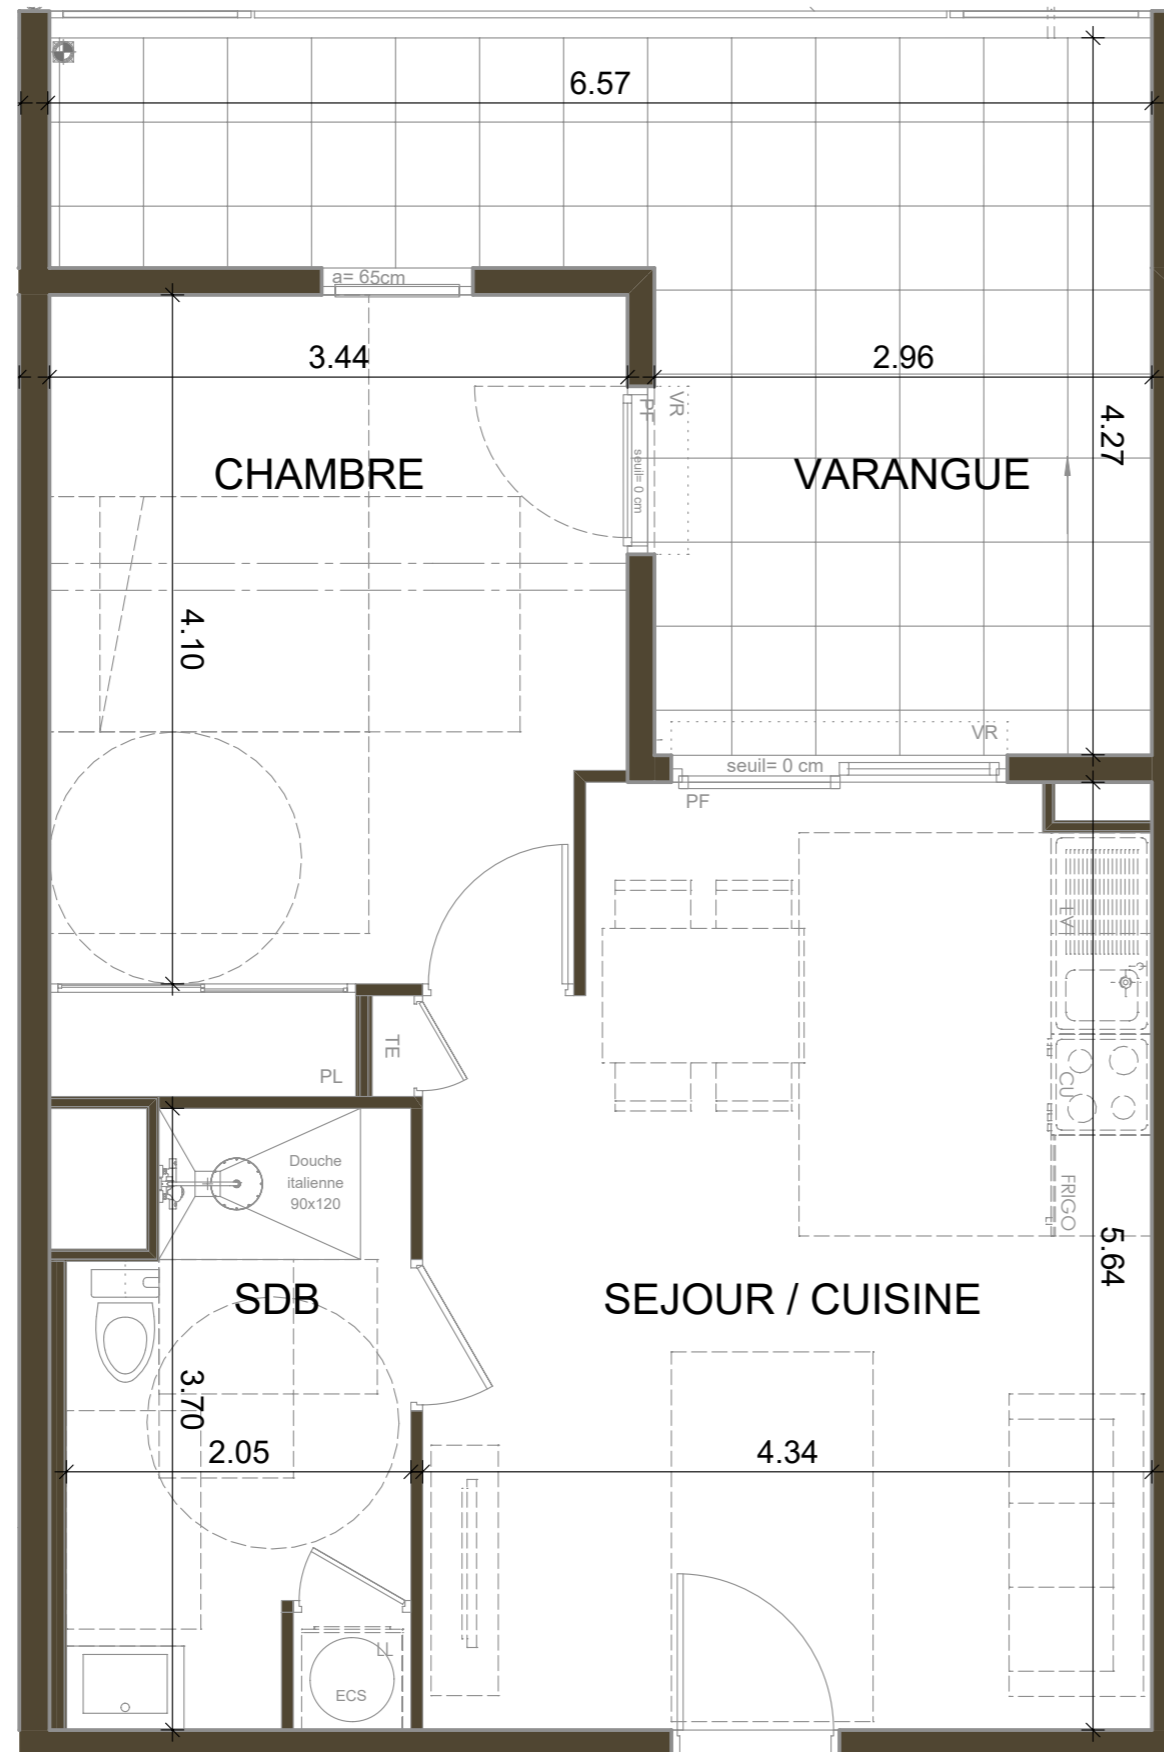 6.57
a= 65cm
3.44
2.96
VR
PF
4.27
CHAMBRE
VARANGUE
seuil= 0 cm
4.10
VR
seuil= 0 cm
PF
LV
TE
PL
CU
Douche
italienne
90x120
FRIGO
5.64
SDB
SEJOUR / CUISINE
3.70
2.05
4.34
LL
ECS